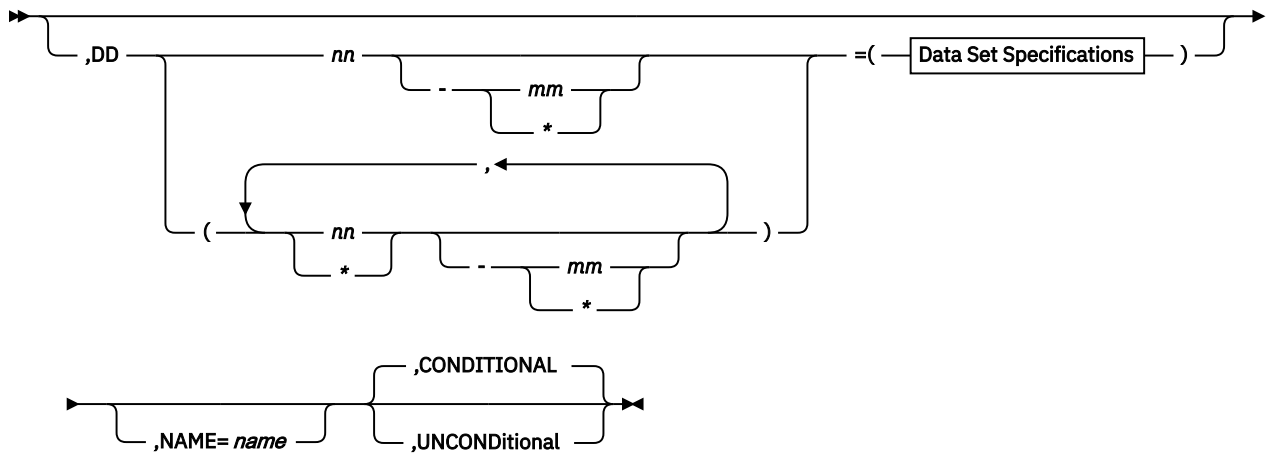 ,DD nn =( Data Set Specifications )
- mm
*
,
( nn )
* - mm
*
,CONDITIONAL
,NAME= name ,UNCONDitional